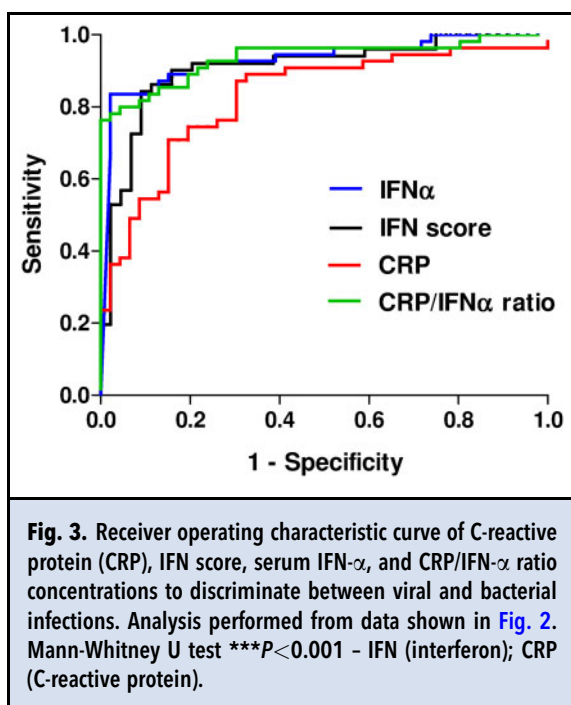 1.0
0.8
0.6
0.4
0.2
0.0
Sensitivity
IFNα
IFN score
CRP
CRP/IFNα ratio
0.0 0.2 0.4 0.6 0.8 1.0
1 - Specificity
Fig. 3. Receiver operating characteristic curve of C-reactive
protein (CRP), IFN score, serum IFN-α, and CRP/IFN-α ratio
concentrations to discriminate between viral and bacterial
infections. Analysis performed from data shown in Fig. 2.
Mann-Whitney U test ***P<0.001 – IFN (interferon); CRP
(C-reactive protein).